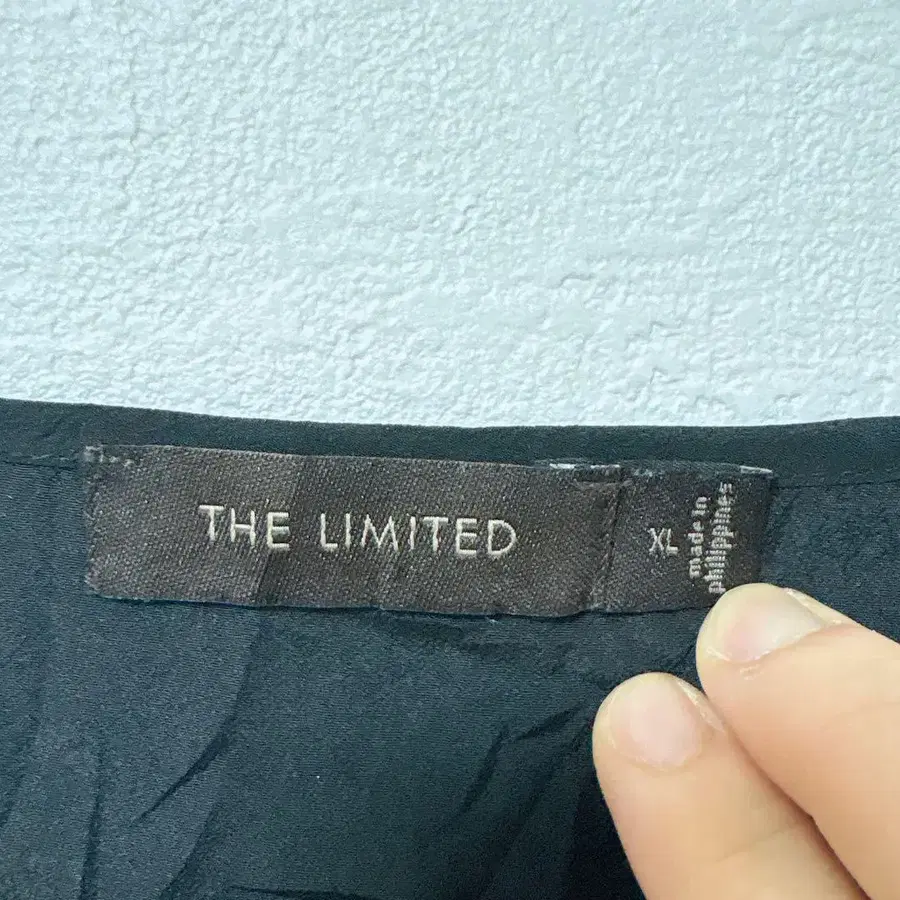 THE LIMITED
XL
made in
philippines